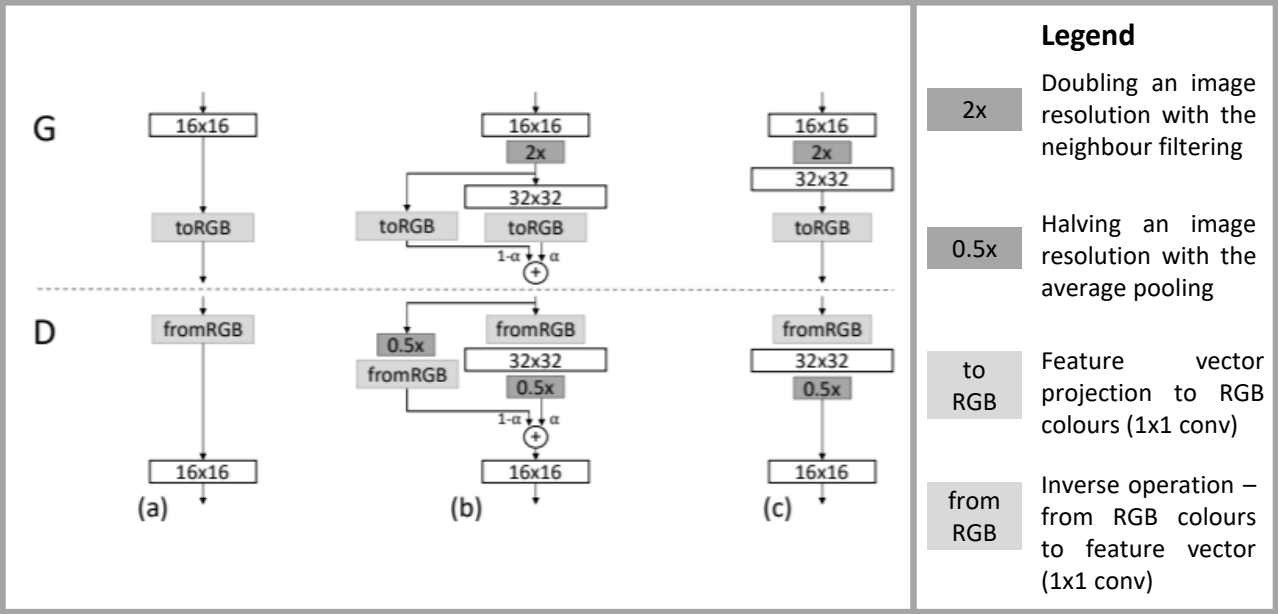 G
16x16
toRGB
16x16
2x
32x32
toRGB
toRGB
1-α
α
+
16x16
2x
32x32
toRGB
D
fromRGB
16x16
(a)
0.5x
fromRGB
fromRGB
32x32
0.5x
1-α
α
+
16x16
(b)
fromRGB
32x32
0.5x
16x16
(c)
Legend
2x
Doubling an image
resolution with the
neighbour filtering
0.5x
Halving an image
resolution with the
average pooling
to
RGB
Feature vector
projection to RGB
colours (1x1 conv)
from
RGB
Inverse operation –
from RGB colours
to feature vector
(1x1 conv)